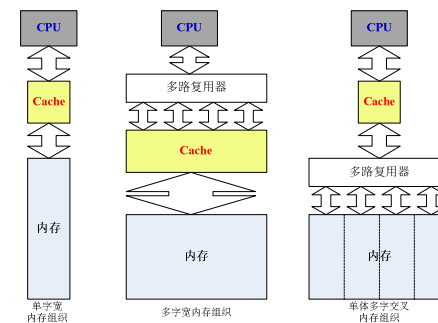 CPU
CPU
CPU
多路复用器
Cache
Cache
Cache
多路复用器
内存
内存
内存
单字宽
内存组织
多字宽内存组织
单体多字交叉
内存组织